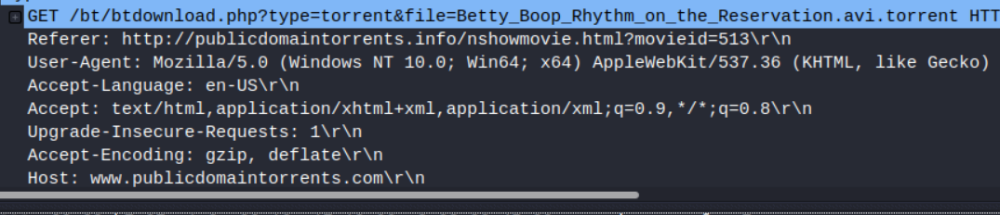 GET /bt/btdownload.php?type=torrent&file=Betty_Boop_Rhythm_on_the_Reservation.avi.torrent HTT
Referer: http://publicdomaintorrents.info/nshowmovie.html?movieid=513\r\n
User-Agent: Mozilla/5.0 (Windows NT 10.0; Win64; x64) AppleWebKit/537.36 (KHTML, like Gecko)
Accept-Language: en-US\r\n
Accept: text/html,application/xhtml+xml,application/xml;q=0.9,*/*;q=0.8\r\n
Upgrade-Insecure-Requests: 1\r\n
Accept-Encoding: gzip, deflate\r\n
Host: www.publicdomaintorrents.com\r\n